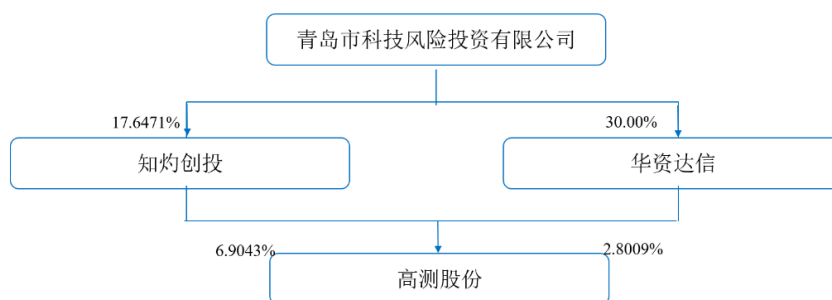 青岛市科技风险投资有限公司
17.6471%
30.00%
知灼创投
华资达信
6.9043%
2.8009%
高测股份